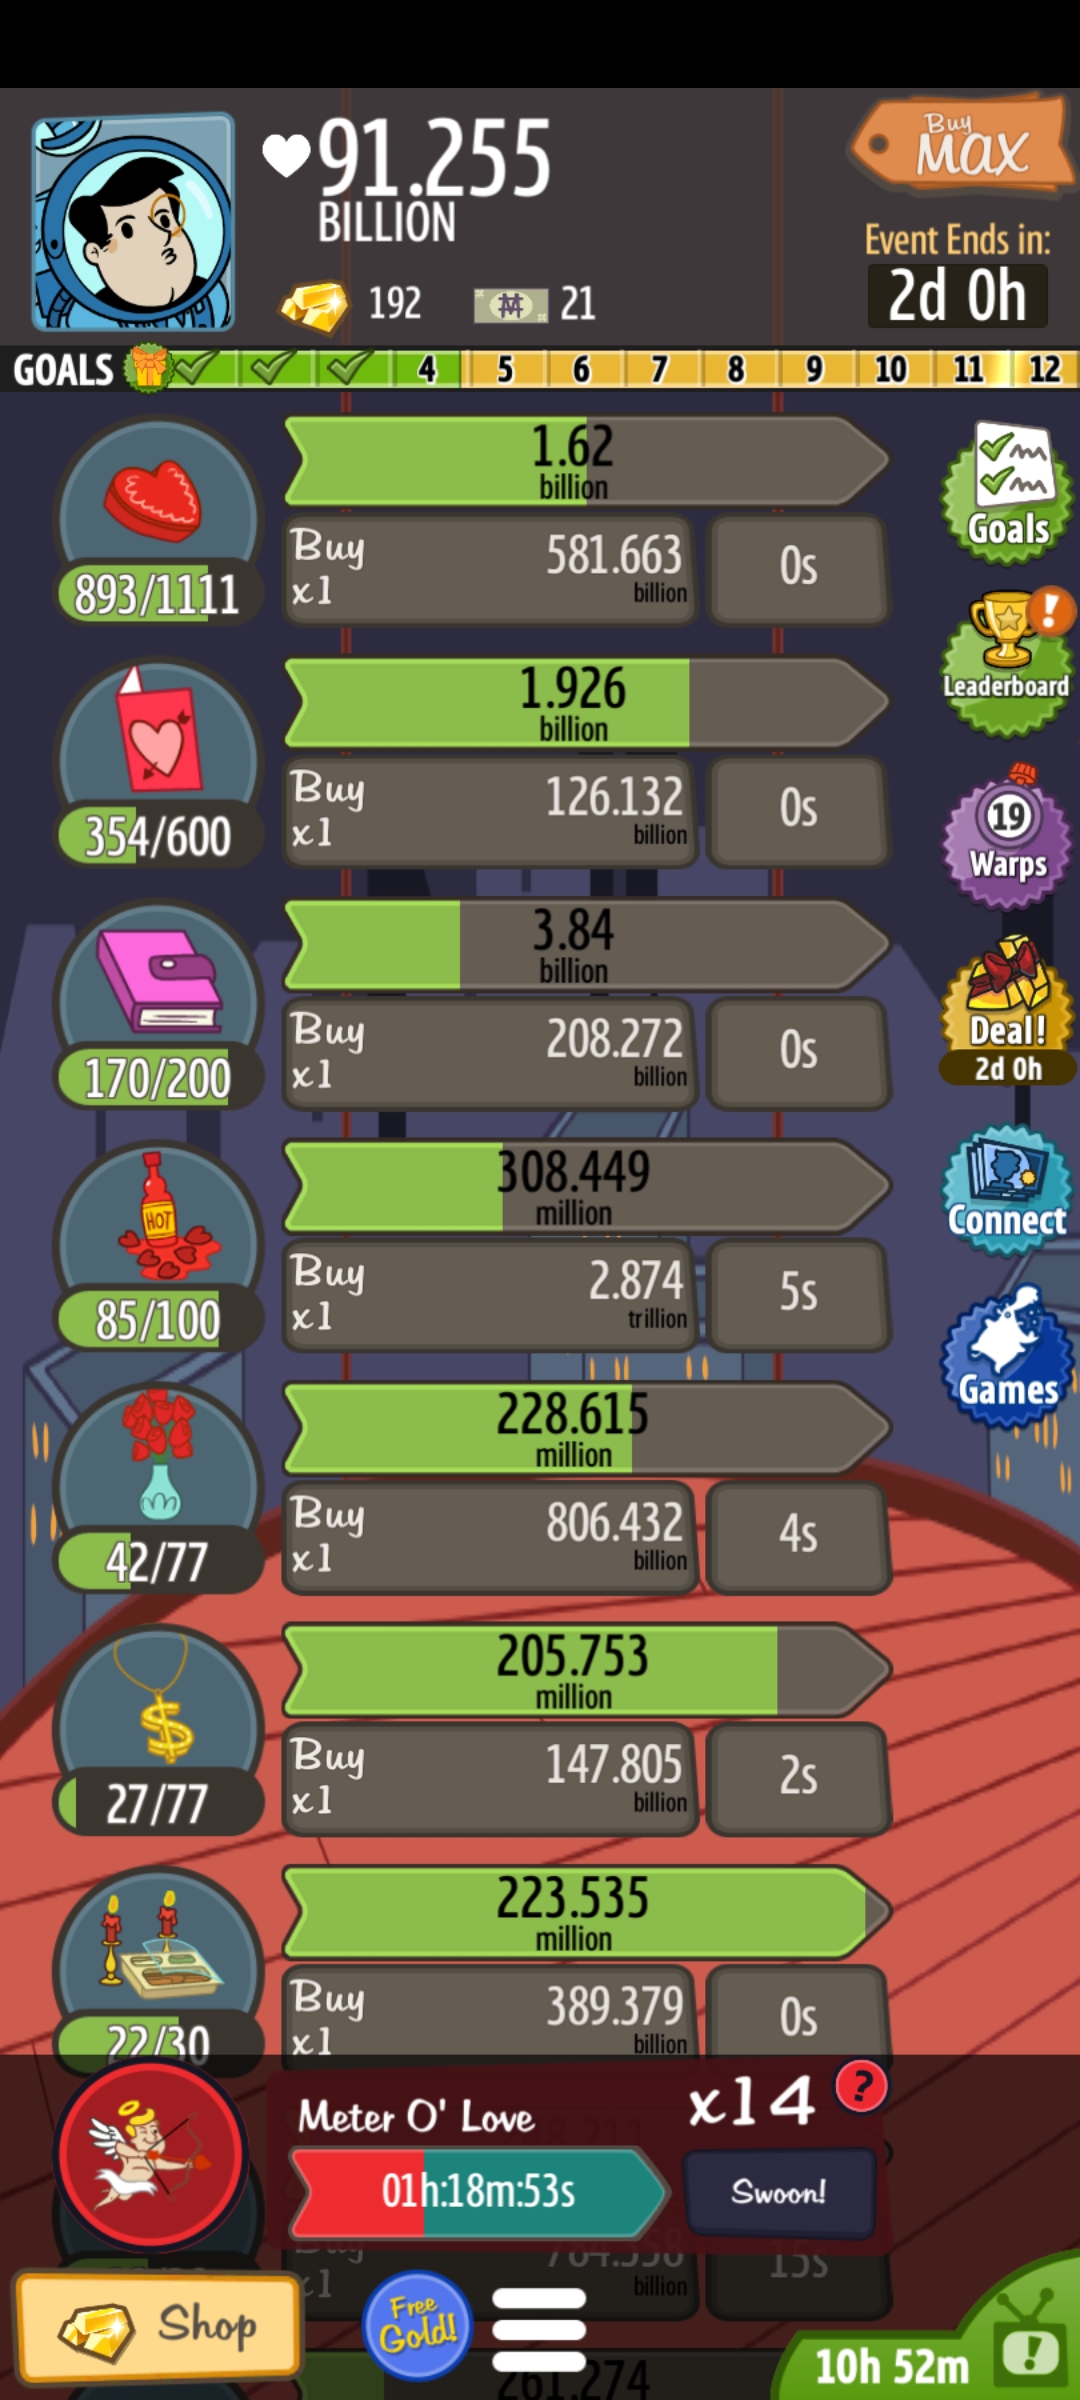 91.255
BILLION
Buy
MAX
Event Ends in:
2d 0h
192
21
GOALS
4 5 6 7 8 9 10 11 12
1.62
billion
893/1111
Buy
x1
581.663
billion
0s
Goals
1.926
billion
354/600
Buy
x1
126.132
billion
0s
Leaderboard
3.84
billion
170/200
Buy
x1
208.272
billion
0s
19
Warps
Deal!
2d 0h
308.449
million
HOT
85/100
Buy
x1
2.874
trillion
5s
Connect
228.615
million
42/77
Buy
x1
806.432
billion
4s
Games
205.753
million
27/77
Buy
x1
147.805
billion
2s
223.535
million
22/30
Buy
x1
389.379
billion
0s
Meter O' Love
x14
?
01h:18m:53s
Swoon!
Buy
x1
billion
15s
Shop
Free
Gold!
261.274
10h 52m